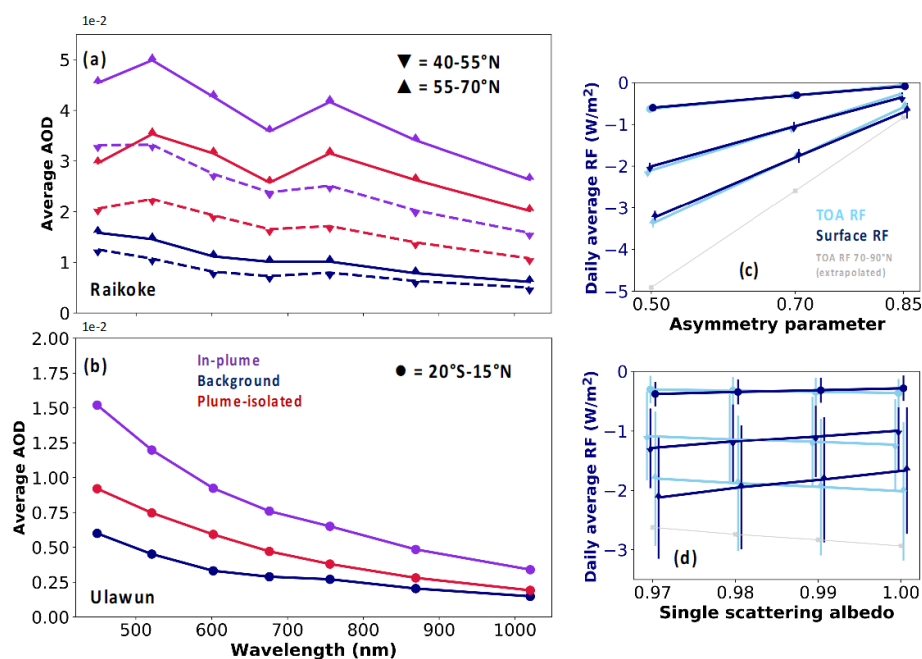 1e-2
(a)
▼ = 40-55°N
▲ = 55-70°N
5
4
3
2
1
0
Average AOD
Raikoke
1e-2
2.00
1.75
1.50
1.25
1.00
0.75
0.50
0.25
0.00
Average AOD
(b)
In-plume
Background
Plume-isolated
● = 20°S-15°N
Ulawun
500 600 700 800 900 1000
Wavelength (nm)
0
−1
−2
−3
−4
−5
Daily average RF (W/m²)
TOA RF
Surface RF
TOA RF 70-90°N
(extrapolated)
(c)
0.50 0.70 0.85
Asymmetry parameter
0
−1
−2
−3
Daily average RF (W/m²)
(d)
0.97 0.98 0.99 1.00
Single scattering albedo